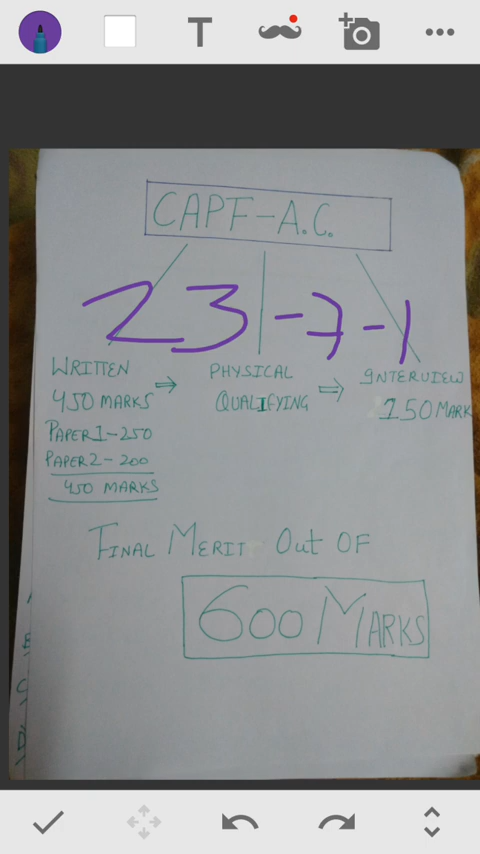 T
CAPF-A.C.
23-7-1
WRITTEN
450 MARKS
PAPER 1-250
PAPER 2- 200
450 MARKS
⇒
PHYSICAL
QUALIFYING
⇒
INTERVIEW
150 MARK
FINAL MERIT OUT OF
600 MARKS